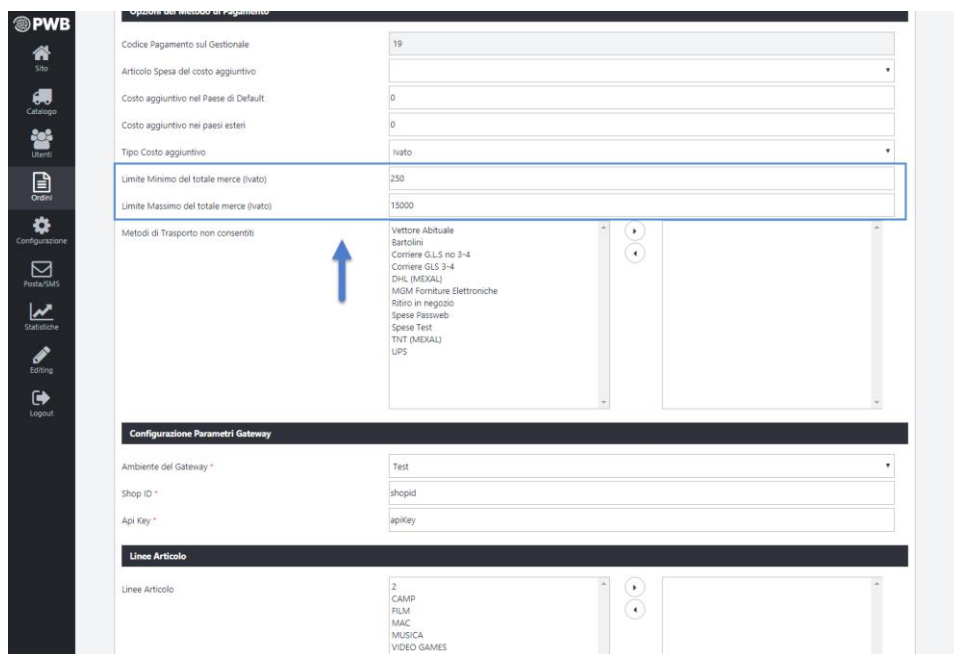 PWB
Opzioni del Metodo di Pagamento
Sito
Catalogo
Utenti
Ordini
Configurazione
Posta/SMS
Statistiche
Editing
Logout
Codice Pagamento sul Gestionale 19
Articolo Spesa del costo aggiuntivo
Costo aggiuntivo nel Paese di Default 0
Costo aggiuntivo nei paesi esteri 0
Tipo Costo aggiuntivo Ivato
Limite Minimo del totale merce (Ivato) 250
Limite Massimo del totale merce (Ivato) 15000
Metodi di Trasporto non consentiti
Vettore Abituale
Bartolini
Corriere G.L.S no 3-4
Corriere GLS 3-4
DHL (MEXAL)
MGM Forniture Elettroniche
Ritiro in negozio
Spese Passweb
Spese Test
TNT (MEXAL)
UPS
Configurazione Parametri Gateway
Ambiente del Gateway * Test
Shop ID * shopid
Api Key * apiKey
Linee Articolo
Linee Articolo
2
CAMP
FILM
MAC
MUSICA
VIDEO GAMES